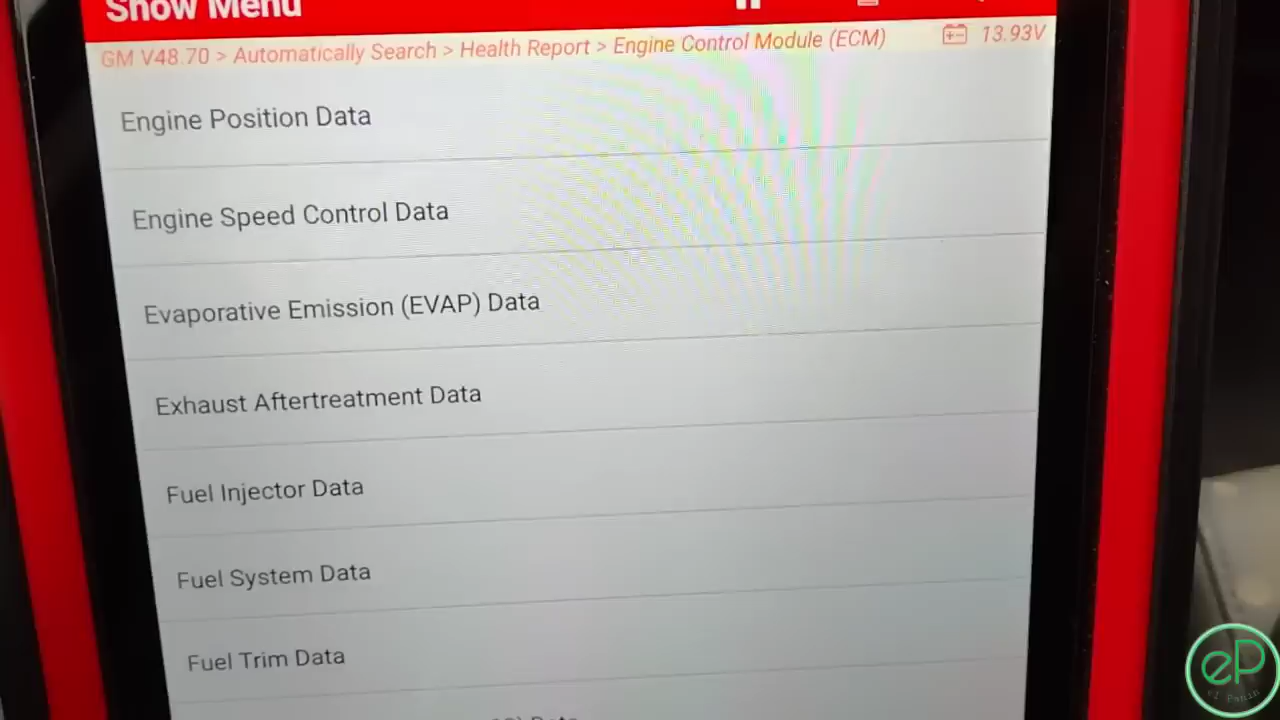 Show Menu
GM V48.70 > Automatically Search > Health Report > Engine Control Module (ECM) 13.93V
Engine Position Data
Engine Speed Control Data
Evaporative Emission (EVAP) Data
Exhaust Aftertreatment Data
Fuel Injector Data
Fuel System Data
Fuel Trim Data
eP
el Panin